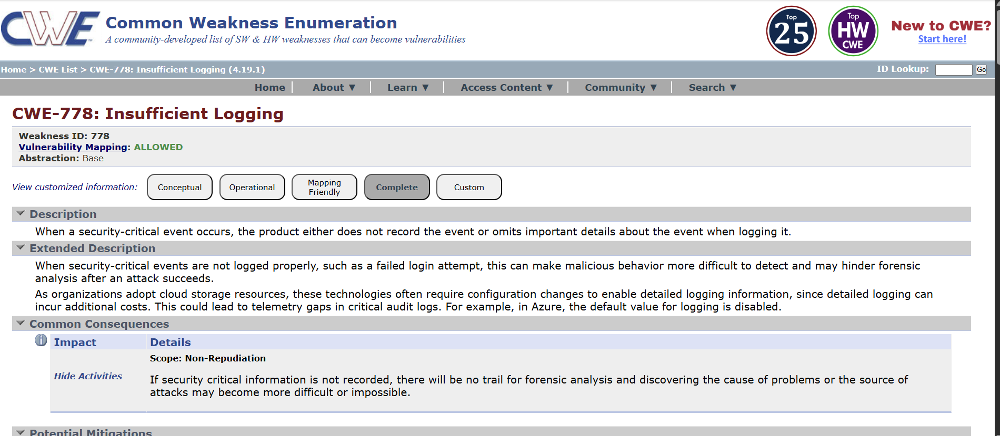 CWE™
Common Weakness Enumeration
A community-developed list of SW & HW weaknesses that can become vulnerabilities
Top
25
Top
HW
CWE
New to CWE?
Start here!
Home > CWE List > CWE-778: Insufficient Logging (4.19.1)
ID Lookup:
Go
Home
About ▼
Learn ▼
Access Content ▼
Community ▼
Search ▼
CWE-778: Insufficient Logging
Weakness ID: 778
Vulnerability Mapping: ALLOWED
Abstraction: Base
View customized information:
Conceptual
Operational
Mapping
Friendly
Complete
Custom
Description
When a security-critical event occurs, the product either does not record the event or omits important details about the event when logging it.
Extended Description
When security-critical events are not logged properly, such as a failed login attempt, this can make malicious behavior more difficult to detect and may hinder forensic
analysis after an attack succeeds.
As organizations adopt cloud storage resources, these technologies often require configuration changes to enable detailed logging information, since detailed logging can
incur additional costs. This could lead to telemetry gaps in critical audit logs. For example, in Azure, the default value for logging is disabled.
Common Consequences
Impact
Details
Scope: Non-Repudiation
Hide Activities
If security critical information is not recorded, there will be no trail for forensic analysis and discovering the cause of problems or the source of
attacks may become more difficult or impossible.
Potential Mitigations